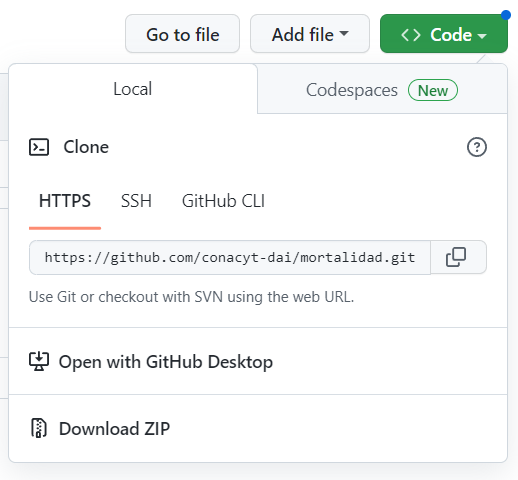 Go to file
Add file
Code
Local
Codespaces New
Clone
HTTPS SSH GitHub CLI
https://github.com/conacyt-dai/mortalidad.git
Use Git or checkout with SVN using the web URL.
Open with GitHub Desktop
Download ZIP